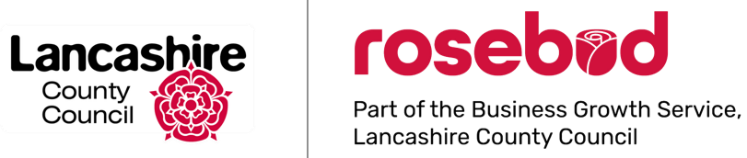 Lancashire
County
Council
rosebud
Part of the Business Growth Service,
Lancashire County Council